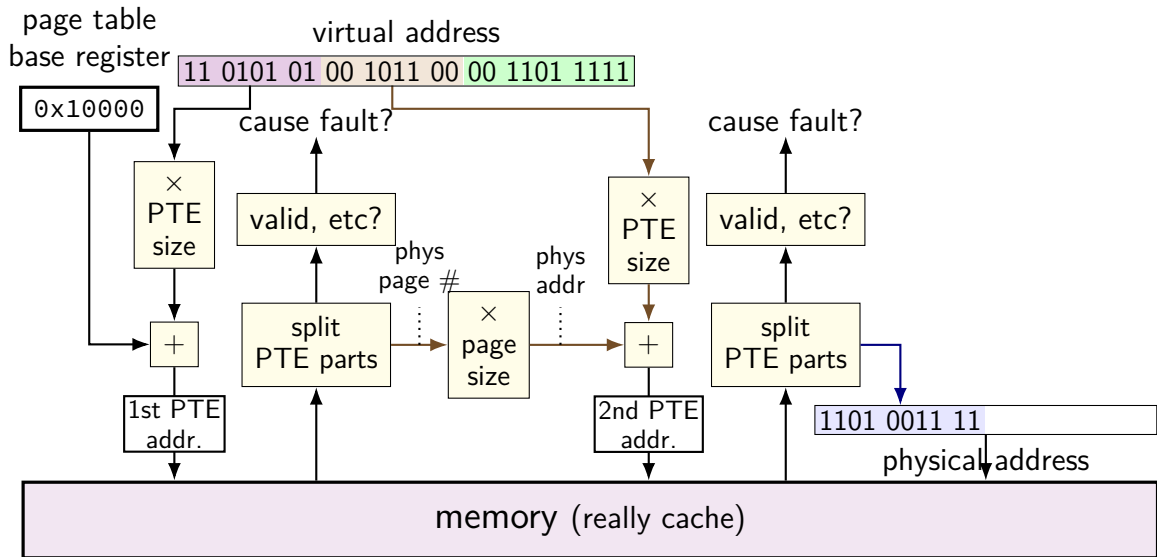 page table
base register
virtual address
11 0101 01 00 1011 00 00 1101 1111
0x10000
cause fault?
cause fault?
×
PTE
size
valid, etc?
×
PTE
size
valid, etc?
phys
page #
phys
addr
+
split
PTE parts
×
page
size
+
split
PTE parts
1st PTE
addr.
2nd PTE
addr.
1101 0011 11
physical address
memory (really cache)